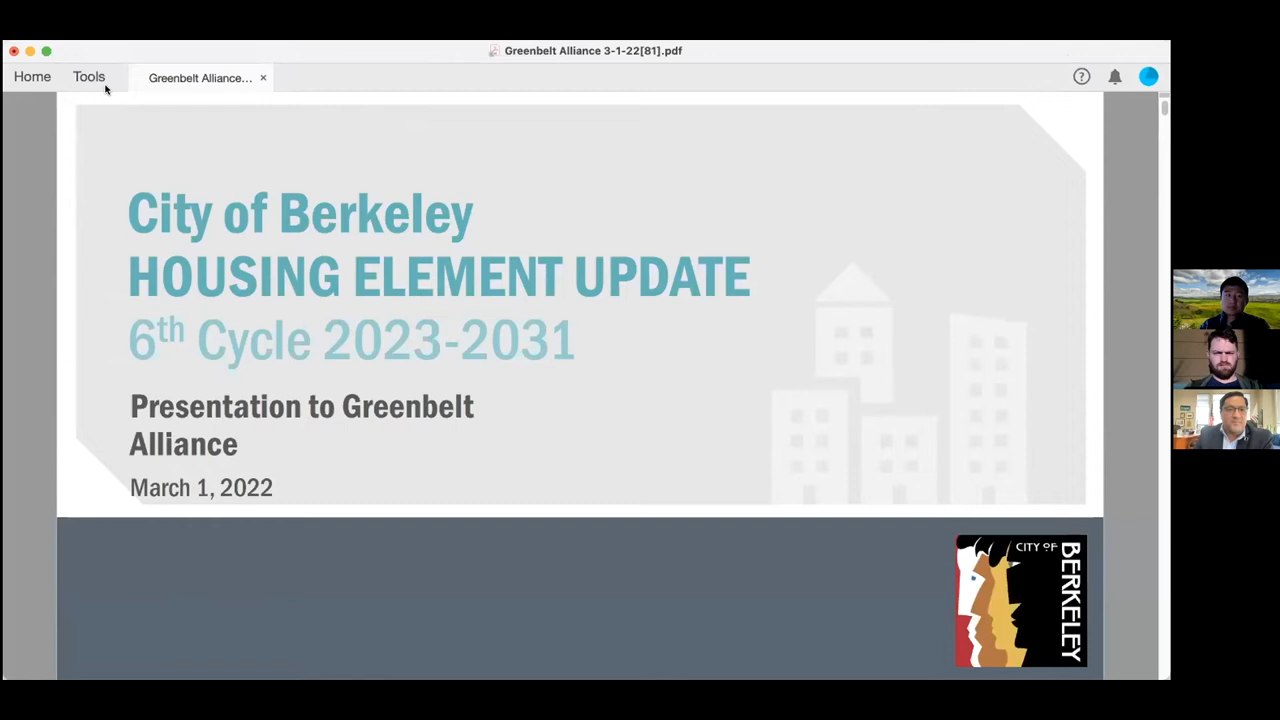 Greenbelt Alliance 3-1-22[81].pdf
Home
Tools
Greenbelt Alliance...
City of Berkeley
HOUSING ELEMENT UPDATE
6th Cycle 2023-2031
Presentation to Greenbelt
Alliance
March 1, 2022
CITY OF
BERKELEY